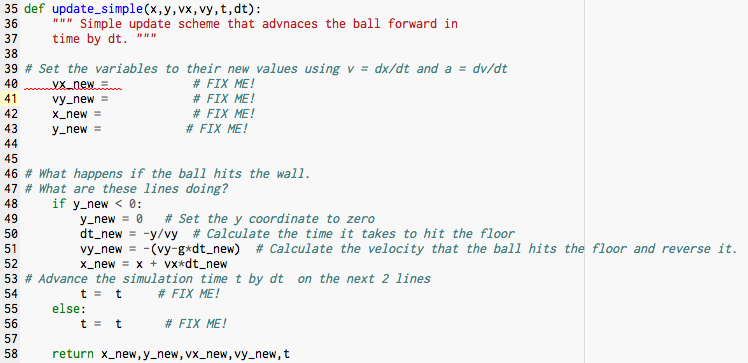 35 def update_simple(x,y,vx,vy,t,dt):
36     """ Simple update scheme that advnaces the ball forward in
37     time by dt. """
38
39 # Set the variables to their new values using v = dx/dt and a = dv/dt
40     vx_new =            # FIX ME!
41     vy_new =            # FIX ME!
42     x_new =             # FIX ME!
43     y_new =            # FIX ME!
44
45
46 # What happens if the ball hits the wall.
47 # What are these lines doing?
48     if y_new < 0:
49         y_new = 0   # Set the y coordinate to zero
50         dt_new = -y/vy  # Calculate the time it takes to hit the floor
51         vy_new = -(vy-g*dt_new)  # Calculate the velocity that the ball hits the floor and reverse it.
52         x_new = x + vx*dt_new
53 # Advance the simulation time t by dt  on the next 2 lines
54         t =  t     # FIX ME!
55     else:
56         t =  t      # FIX ME!
57
58     return x_new,y_new,vx_new,vy_new,t